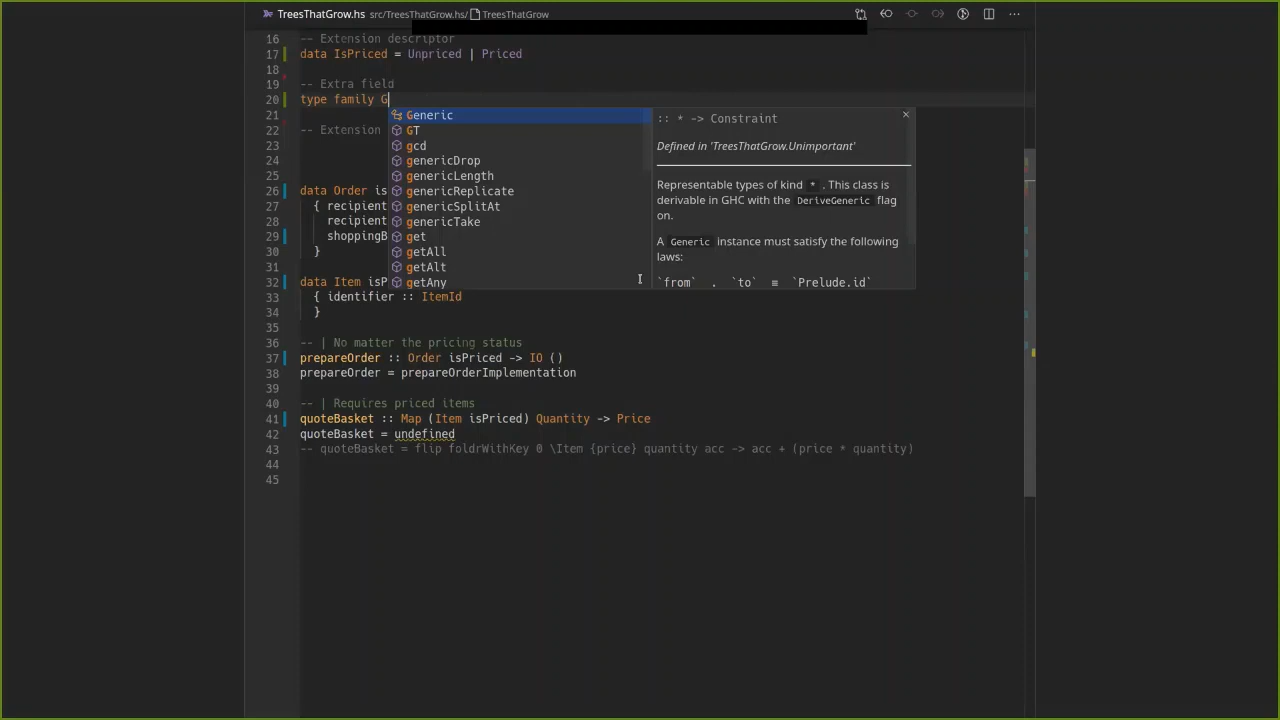 TreesThatGrow.hs src/TreesThatGrow.hs/ TreesThatGrow
16 -- Extension descriptor
17 data IsPriced = Unpriced | Priced
18
19 -- Extra field
20 type family G
21
22 -- Extension
23
24
25
26 data Order is
27 { recipient
28 recipient
29 shoppingB
30 }
31
32 data Item isP
33 { identifier :: ItemId
34 }
35
36 -- | No matter the pricing status
37 prepareOrder :: Order isPriced -> IO ()
38 prepareOrder = prepareOrderImplementation
39
40 -- | Requires priced items
41 quoteBasket :: Map (Item isPriced) Quantity -> Price
42 quoteBasket = undefined
43 -- quoteBasket = flip foldrWithKey 0 \Item {price} quantity acc -> acc + (price * quantity)
44
45
Generic
GT
gcd
genericDrop
genericLength
genericReplicate
genericSplitAt
genericTake
get
getAll
getAlt
getAny
:: * -> Constraint
Defined in 'TreesThatGrow.Unimportant'
Representable types of kind * . This class is
derivable in GHC with the DeriveGeneric flag
on.
A Generic instance must satisfy the following
laws:
`from` . `to` ≡ `Prelude.id`